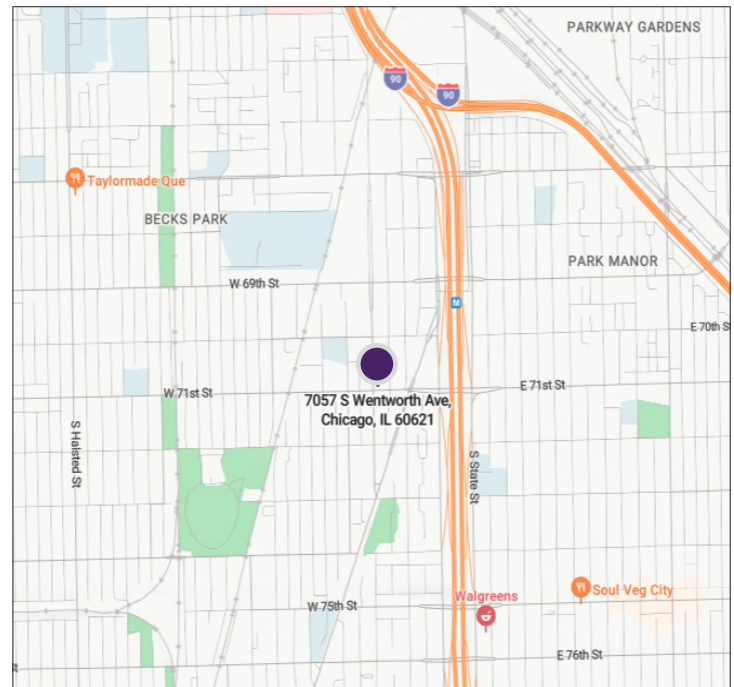 PARKWAY GARDENS
90
90
Taylormade Que
BECKS PARK
PARK MANOR
W 69th St
M
E 70th S
W 71st St
E 71st St
7057 S Wentworth Ave,
Chicago, IL 60621
S Halsted St
S State St
Walgreens
Soul Veg City
W 75th St
E 76th St